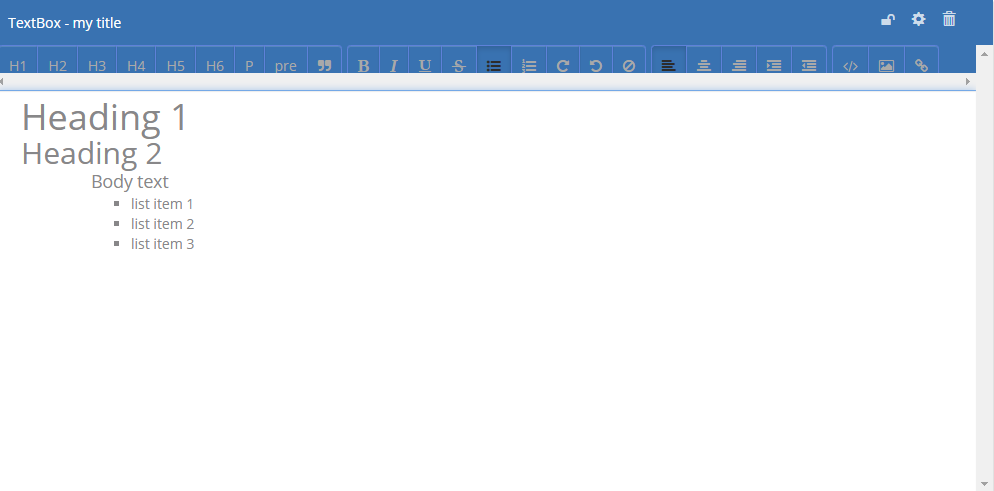 TextBox - my title
H1 H2 H3 H4 H5 H6 P pre ” B I U S </>
Heading 1
Heading 2
Body text
▪ list item 1
▪ list item 2
▪ list item 3